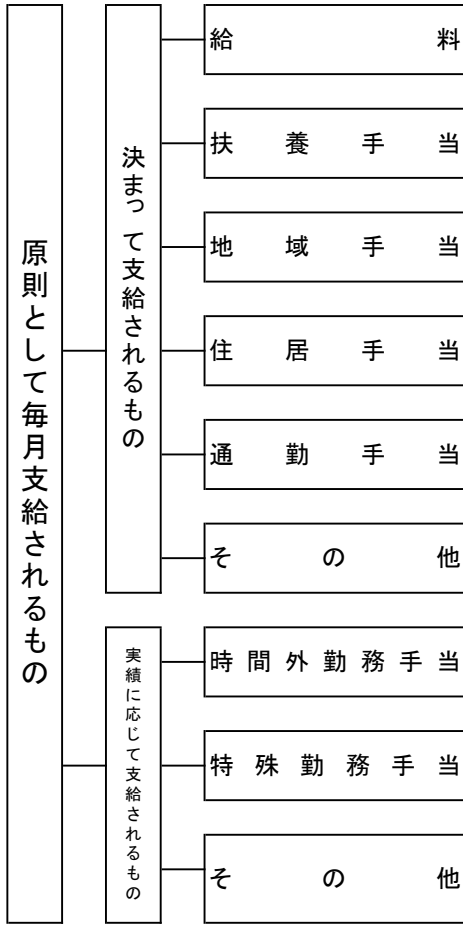 原則として毎月支給されるもの
決まって支給されるもの
給料
扶養手当
地域手当
住居手当
通勤手当
その他
実績に応じて支給されるもの
時間外勤務手当
特殊勤務手当
その他